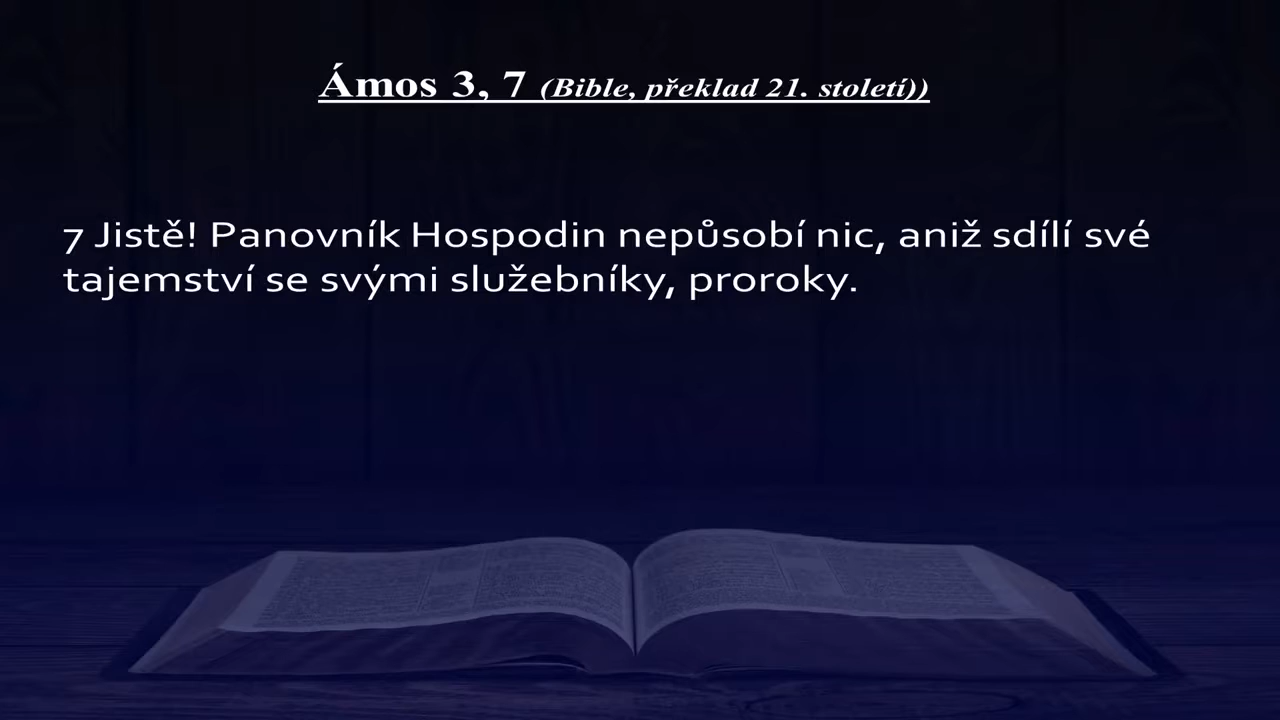 Ámos 3, 7 (Bible, překlad 21. století))
7 Jistě! Panovník Hospodin nepůsobí nic, aniž sdílí své
tajemství se svými služebníky, proroky.